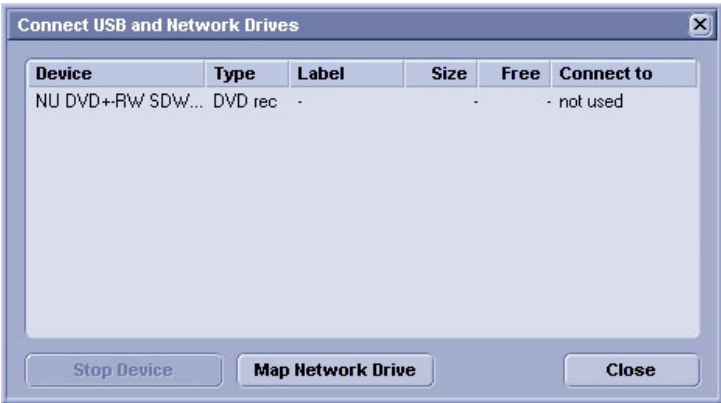 Connect USB and Network Drives
Device Type Label Size Free Connect to
NU DVD+-RW SDW... DVD rec - - - not used
Stop Device Map Network Drive Close